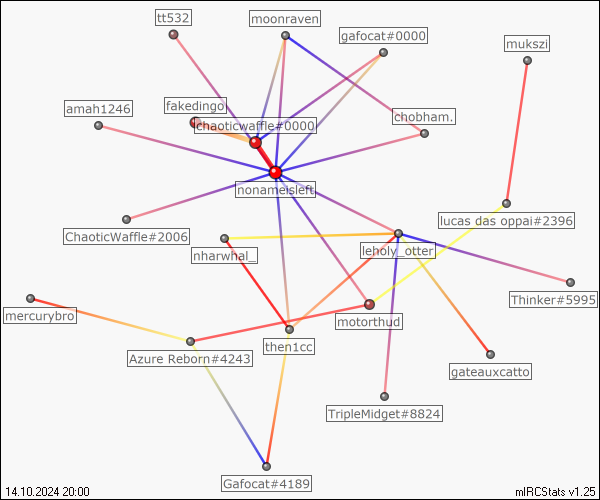 tt532
moonraven
gafocat#0000
mukszi
amah1246
fakedingo
chaoticwaffle#0000
chobham.
nonameisleft
ChaoticWaffle#2006
nharwhal_
leholy_otter
lucas das oppai#2396
Thinker#5995
mercurybro
motorthud
Azure Reborn#4243
then1cc
gateauxcatto
TripleMidget#8824
Gafocat#4189
14.10.2024 20:00
mIRCStats v1.25